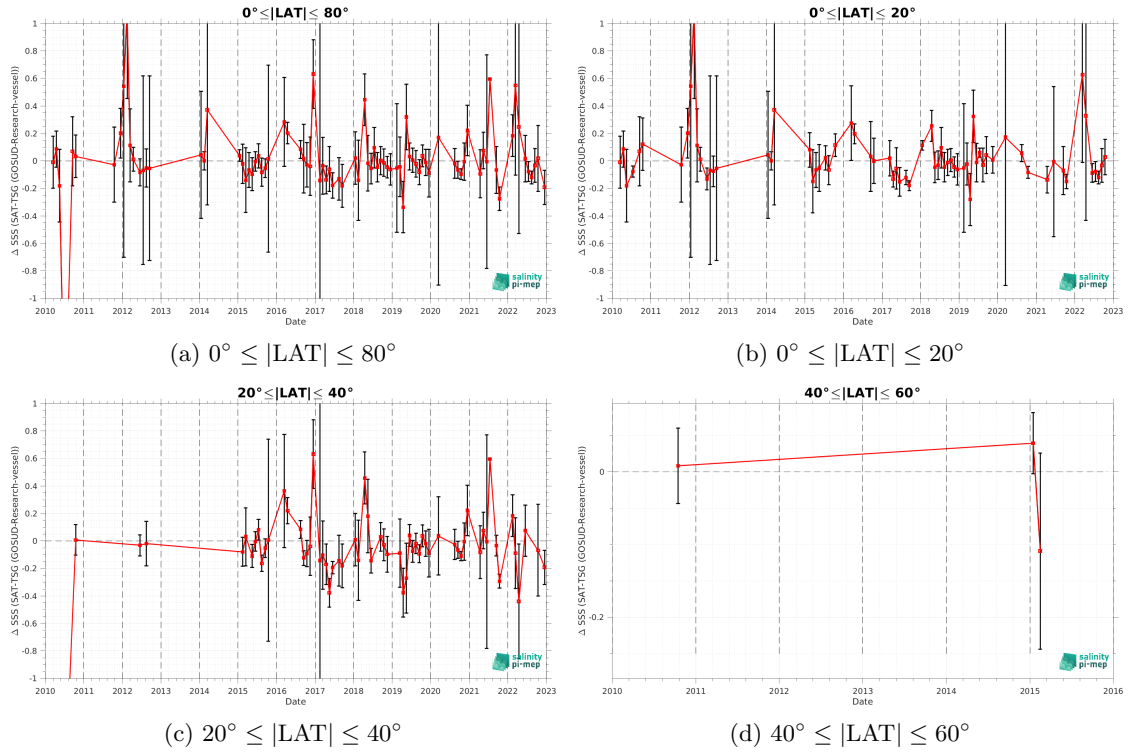 0°≤|LAT|≤ 80°
Δ SSS (SAT-TSG (GOSUD-Research-vessel))
1
0.8
0.6
0.4
0.2
0
-0.2
-0.4
-0.6
-0.8
-1
2010 2011 2012 2013 2014 2015 2016 2017 2018 2019 2020 2021 2022 2023
Date
salinity
pi-mep
(a) 0° ≤ |LAT| ≤ 80°
0°≤|LAT|≤ 20°
Δ SSS (SAT-TSG (GOSUD-Research-vessel))
1
0.8
0.6
0.4
0.2
0
-0.2
-0.4
-0.6
-0.8
-1
2010 2011 2012 2013 2014 2015 2016 2017 2018 2019 2020 2021 2022 2023
Date
salinity
pi-mep
(b) 0° ≤ |LAT| ≤ 20°
20°≤|LAT|≤ 40°
Δ SSS (SAT-TSG (GOSUD-Research-vessel))
1
0.8
0.6
0.4
0.2
0
-0.2
-0.4
-0.6
-0.8
-1
2010 2011 2012 2013 2014 2015 2016 2017 2018 2019 2020 2021 2022 2023
Date
salinity
pi-mep
(c) 20° ≤ |LAT| ≤ 40°
40°≤|LAT|≤ 60°
Δ SSS (SAT-TSG (GOSUD-Research-vessel))
0
-0.2
2010 2011 2012 2013 2014 2015 2016
Date
salinity
pi-mep
(d) 40° ≤ |LAT| ≤ 60°